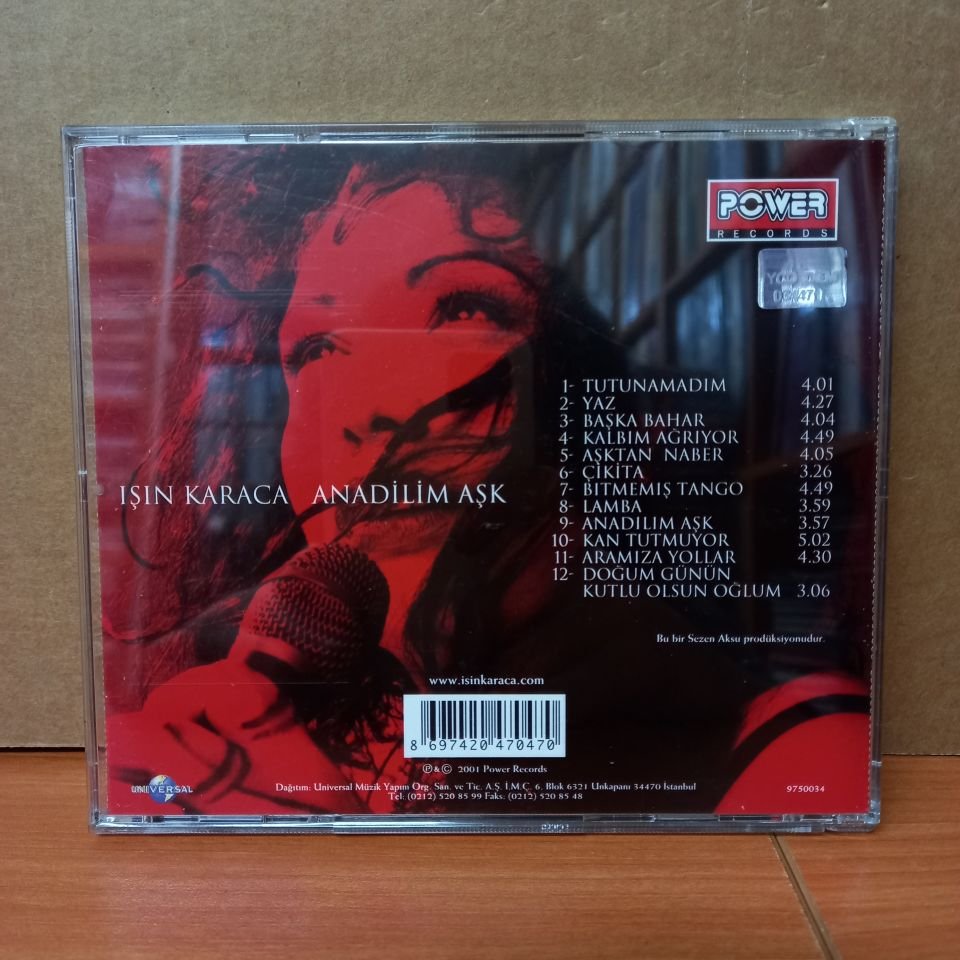 POWER
RECORDS
1- TUTUNAMADIM 4.01
2- YAZ 4.27
3- BAŞKA BAHAR 4.04
4- KALBIM AĞRIYOR 4.49
5- AŞKTAN NABER 4.05
6- ÇİKİTA 3.26
7- BITMEMIŞ TANGO 4.49
8- LAMBA 3.59
9- ANADILIM AŞK 3.57
10- KAN TUTMUYOR 5.02
11- ARAMIZA YOLLAR 4.30
12- DOĞUM GÜNÜN
KUTLU OLSUN OĞLUM 3.06
IŞIN KARACA ANADİLİM AŞK
Bu bir Sezen Aksu prodüksiyonudur.
www.isinkaraca.com
8 697420 470470
℗ & © 2001 Power Records
UNIVERSAL
Dağıtım: Universal Müzik Yapım Org. San. ve Tic. A.Ş. İ.M.Ç. 6. Blok 6321 Unkapanı 34470 İstanbul
Tel: (0212) 520 85 99 Faks: (0212) 520 85 48
9750034